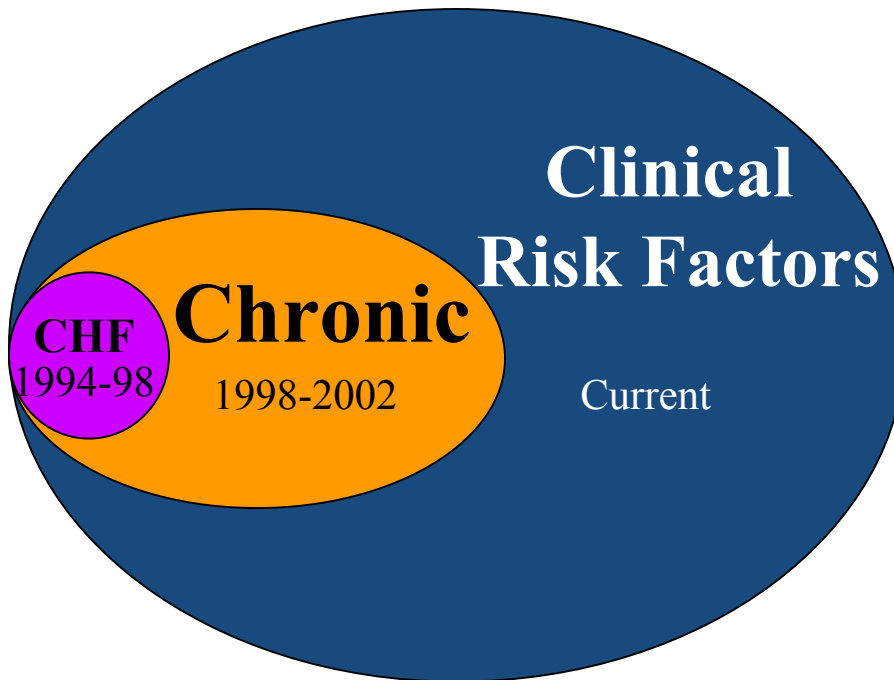 Clinical
Risk Factors
Chronic
CHF
1994-98
1998-2002
Current